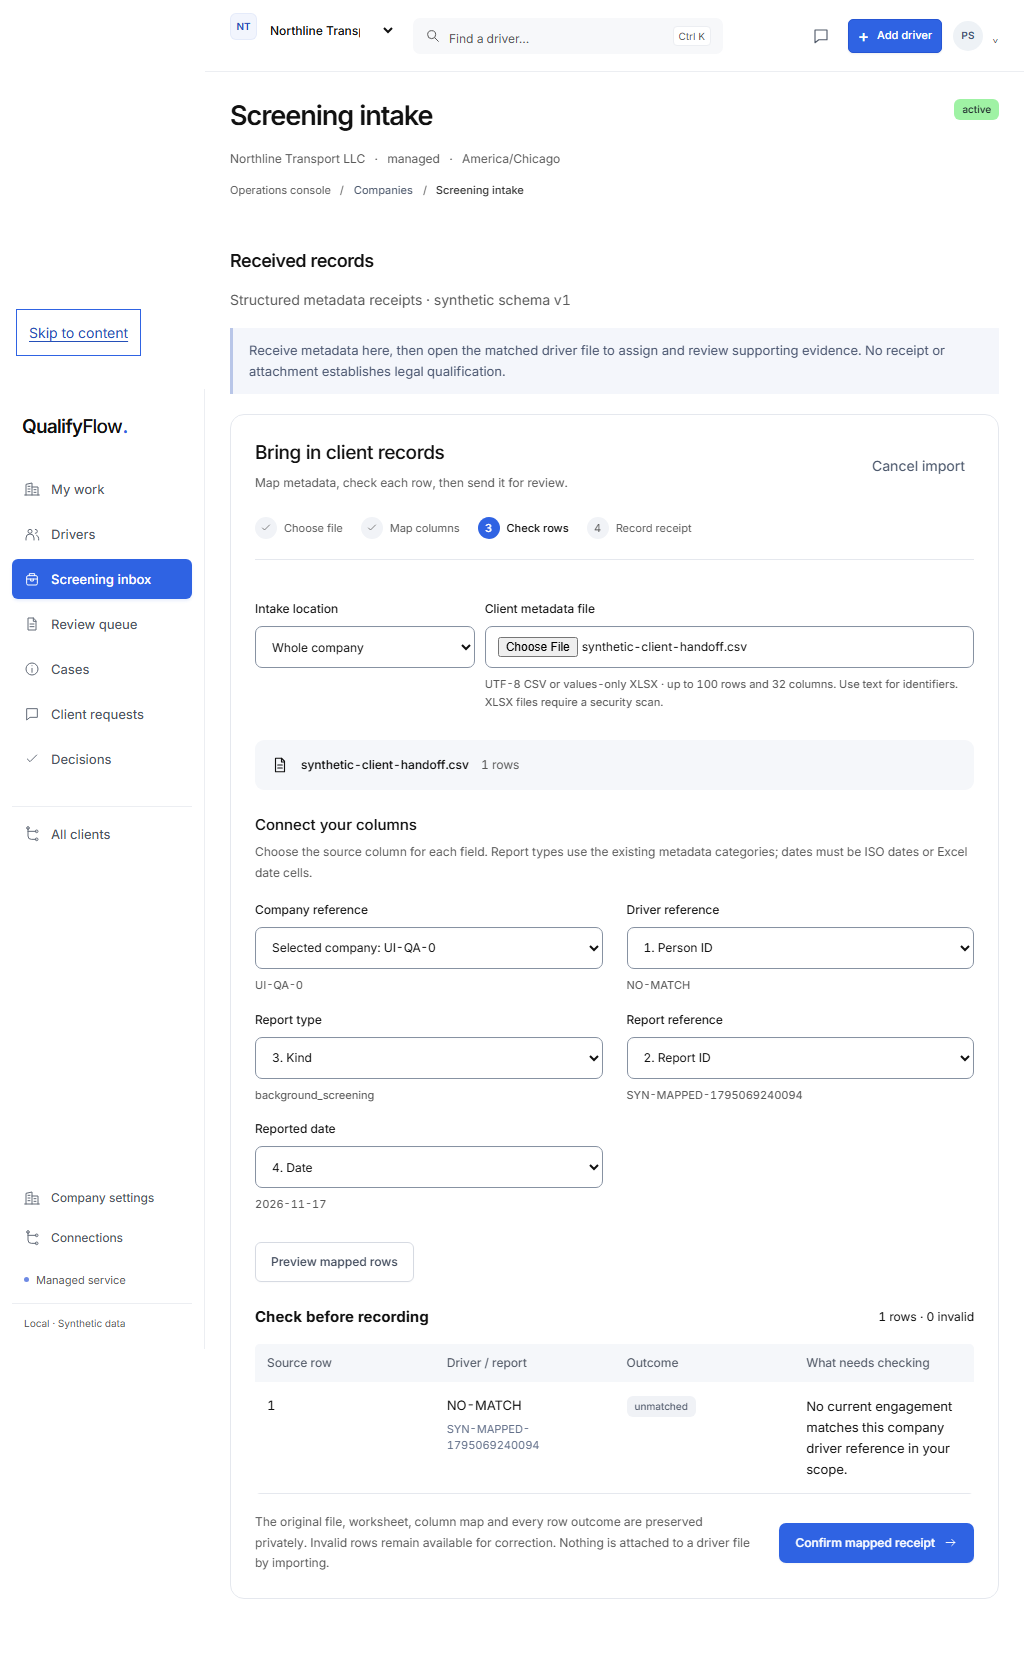 NT
Northline Trans
Find a driver...
Ctrl K
+ Add driver
PS
Screening intake
active
Northline Transport LLC · managed · America/Chicago
Operations console / Companies / Screening intake
Skip to content
QualifyFlow.
My work
Drivers
Screening inbox
Review queue
Cases
Client requests
Decisions
All clients
Company settings
Connections
Managed service
Local · Synthetic data
Received records
Structured metadata receipts · synthetic schema v1
Receive metadata here, then open the matched driver file to assign and review supporting evidence. No receipt or
attachment establishes legal qualification.
Bring in client records
Cancel import
Map metadata, check each row, then send it for review.
Choose file
Map columns
3 Check rows
4 Record receipt
Intake location
Client metadata file
Whole company
Choose File synthetic-client-handoff.csv
UTF-8 CSV or values-only XLSX · up to 100 rows and 32 columns. Use text for identifiers.
XLSX files require a security scan.
synthetic-client-handoff.csv 1 rows
Connect your columns
Choose the source column for each field. Report types use the existing metadata categories; dates must be ISO dates or Excel
date cells.
Company reference
Driver reference
Selected company: UI-QA-0
1. Person ID
UI-QA-0
NO-MATCH
Report type
Report reference
3. Kind
2. Report ID
background_screening
SYN-MAPPED-1795069240094
Reported date
4. Date
2026-11-17
Preview mapped rows
Check before recording
1 rows · 0 invalid
Source row
Driver / report
Outcome
What needs checking
1
NO-MATCH
SYN-MAPPED-
1795069240094
unmatched
No current engagement
matches this company
driver reference in your
scope.
The original file, worksheet, column map and every row outcome are preserved
privately. Invalid rows remain available for correction. Nothing is attached to a driver file
by importing.
Confirm mapped receipt →